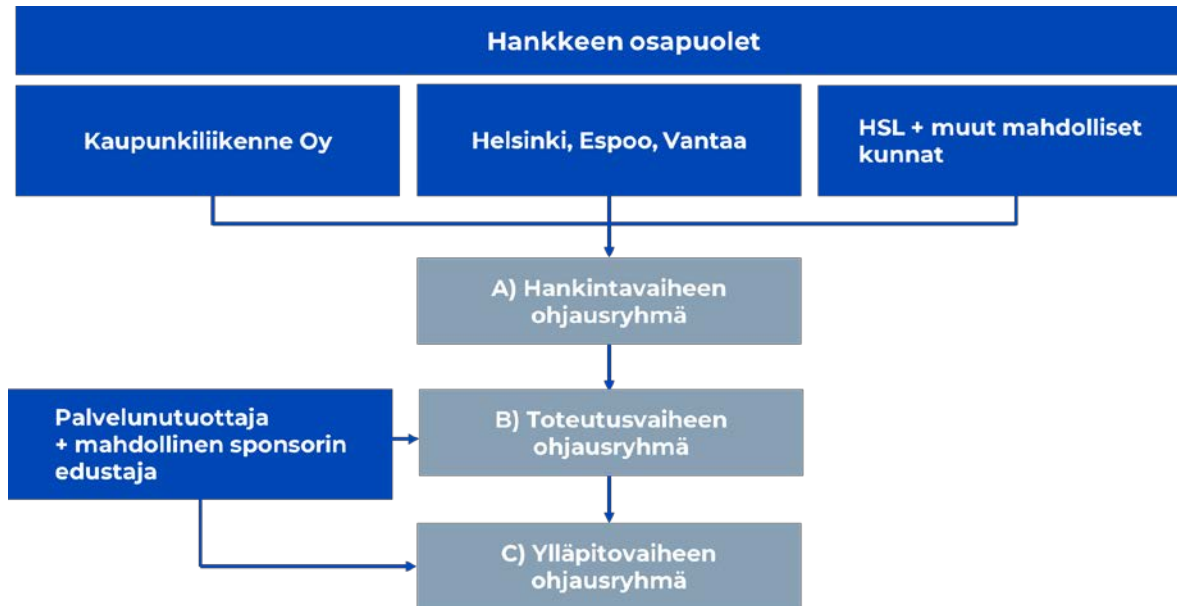 Hankkeen osapuolet
Kaupunkiliikenne Oy
Helsinki, Espoo, Vantaa
HSL + muut mahdolliset
kunnat
A) Hankintavaiheen
ohjausryhmä
Palvelunutuottaja
+ mahdollinen sponsorin
edustaja
B) Toteutusvaiheen
ohjausryhmä
C) Ylläpitovaiheen
ohjausryhmä